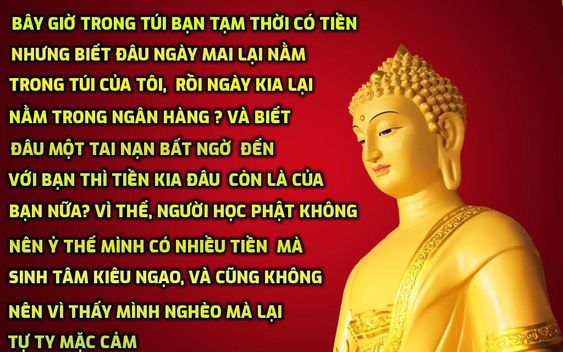 BÂY GIỜ TRONG TÚI BẠN TẠM THỜI CÓ TIỀN
NHƯNG BIẾT ĐÂU NGÀY MAI LẠI NẰM
TRONG TÚI CỦA TÔI, RỒI NGÀY KIA LẠI
NẰM TRONG NGÂN HÀNG ? VÀ BIẾT
ĐÂU MỘT TAI NẠN BẤT NGỜ ĐẾN
VỚI BẠN THÌ TIỀN KIA ĐÂU CÒN LÀ CỦA
BẠN NỮA? VÌ THẾ, NGƯỜI HỌC PHẬT KHÔNG
NÊN Ỷ THẾ MÌNH CÓ NHIỀU TIỀN MÀ
SINH TÂM KIÊU NGẠO, VÀ CŨNG KHÔNG
NÊN VÌ THẤY MÌNH NGHÈO MÀ LẠI
TỰ TY MẶC CẢM